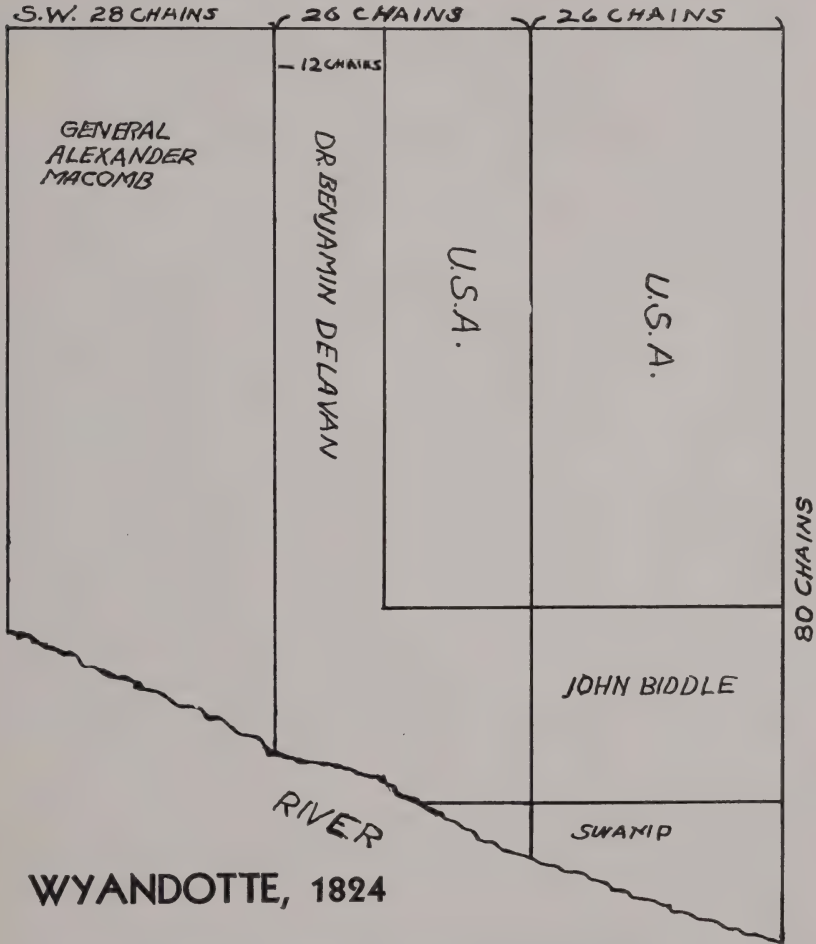 S.W. 28 CHAINS
26 CHAINS
26 CHAINS
12 CHAINS
GENERAL
ALEXANDER
MACOMB
DR. BENJAMIN DELAVAN
U.S.A.
U.S.A.
80 CHAINS
JOHN BIDDLE
SWAMP
RIVER
WYANDOTTE, 1824